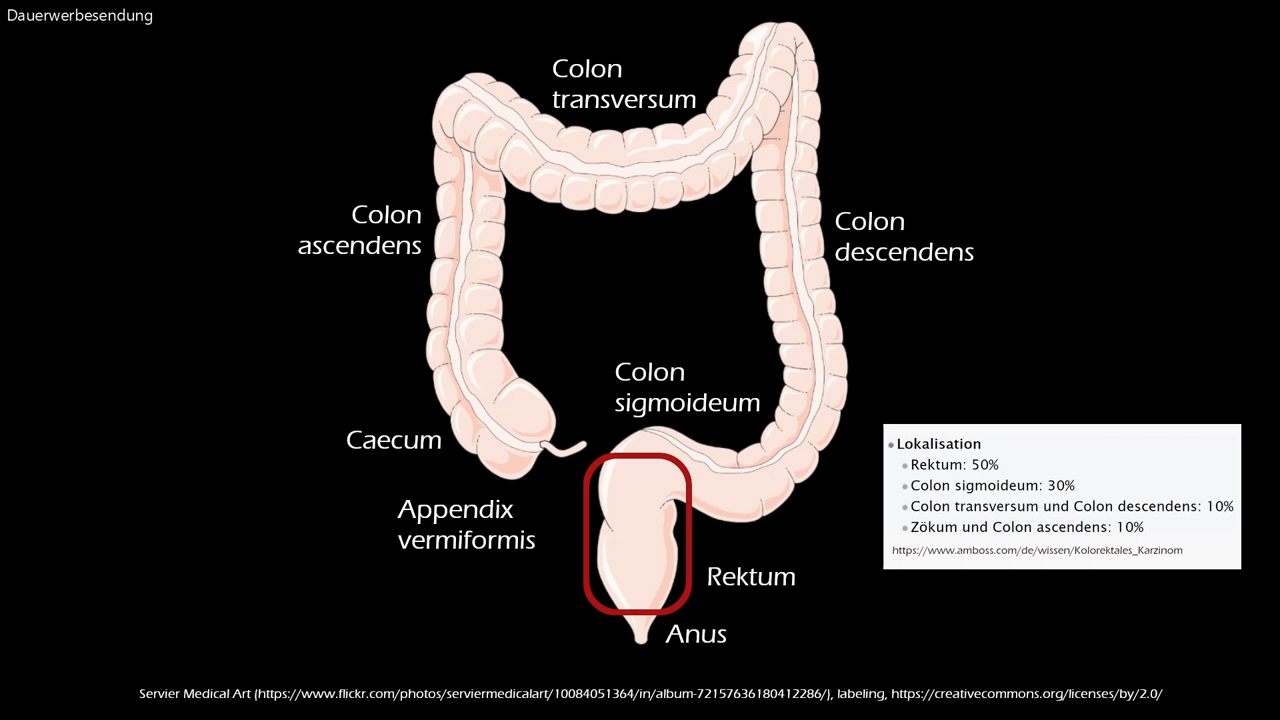 Dauerwerbesendung
Colon
transversum
Colon
ascendens
Colon
descendens
Colon
sigmoideum
Caecum
Appendix
vermiformis
Rektum
Anus
Lokalisation
Rektum: 50%
Colon sigmoideum: 30%
Colon transversum und Colon descendens: 10%
Zökum und Colon ascendens: 10%
https://www.amboss.com/de/wissen/Kolorektales_Karzinom
Servier Medical Art (https://www.flickr.com/photos/serviermedicalart/10084051364/in/album-72157636180412286/), labeling, https://creativecommons.org/licenses/by/2.0/